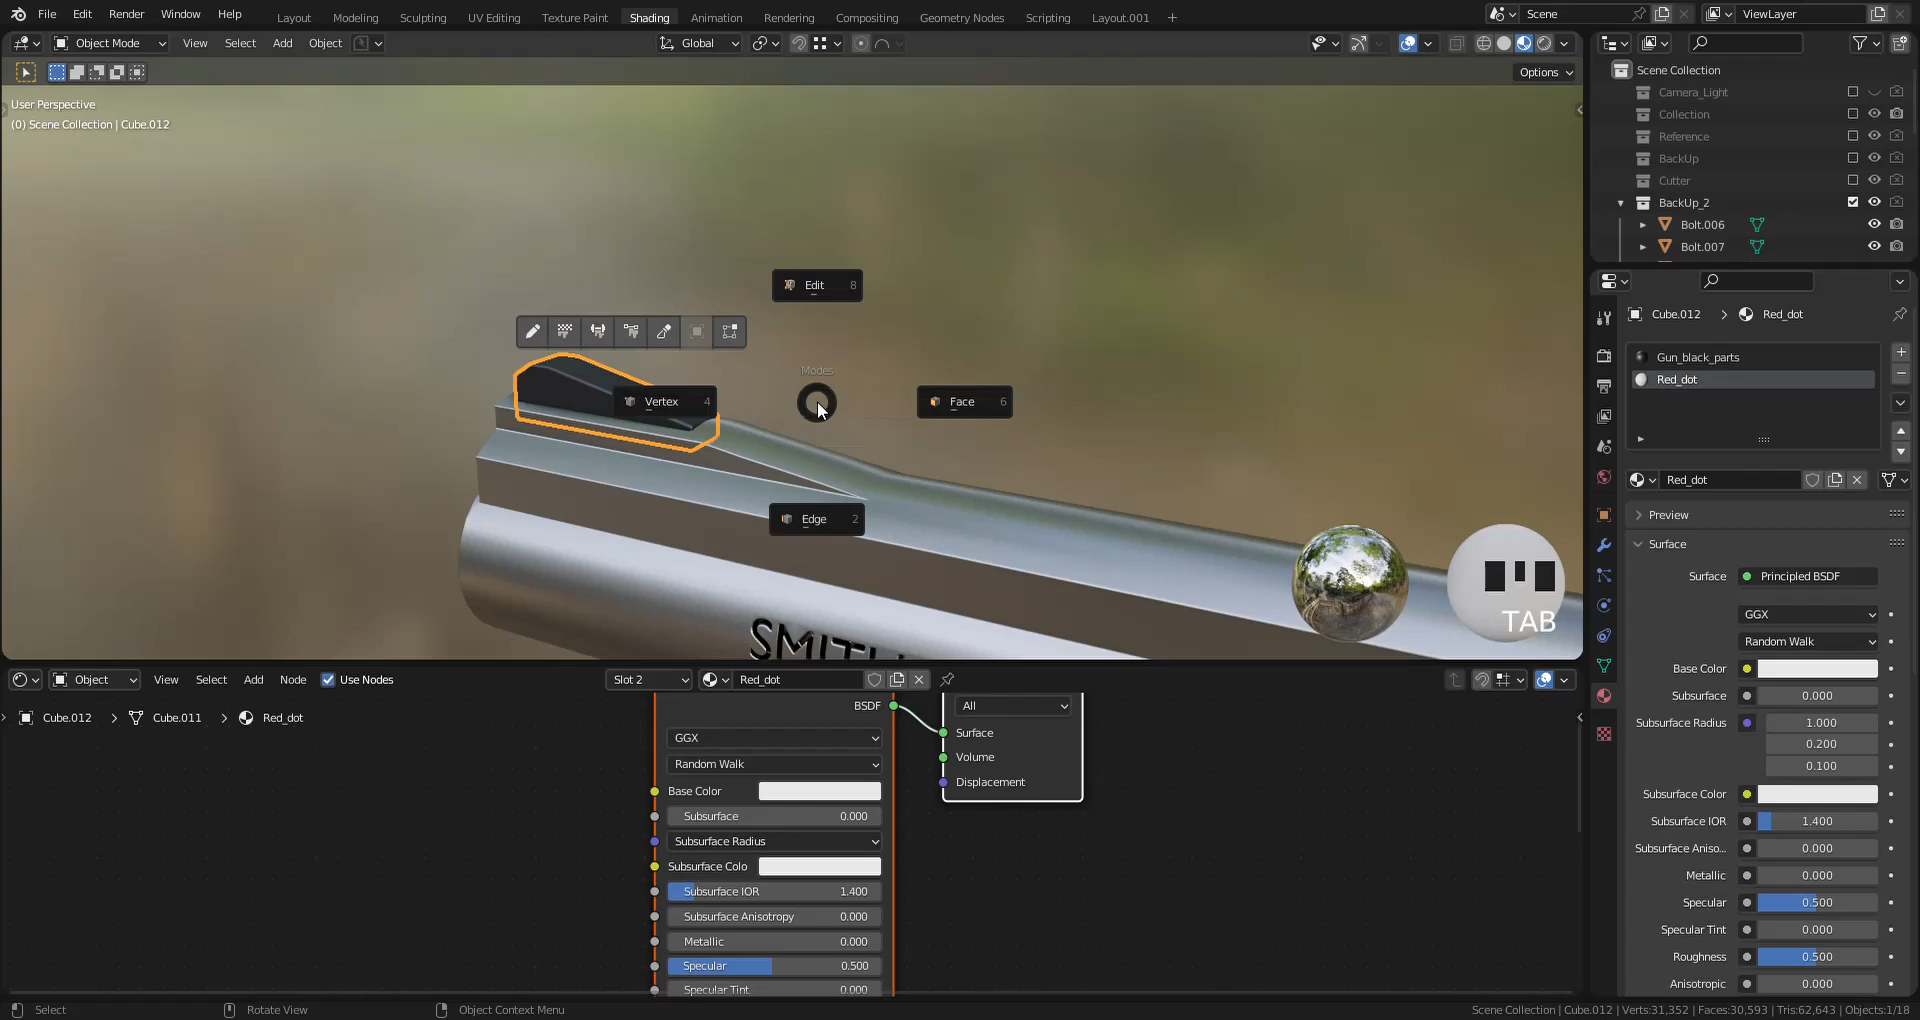 File Edit Render Window Help Layout Modeling Sculpting UV Editing Texture Paint Shading Animation Rendering Compositing Geometry Nodes Scripting Layout.001 + Scene ViewLayer
Object Mode View Select Add Object Global
Options
User Perspective
(0) Scene Collection | Cube.012
Edit 8
Modes
Vertex 4
Face 6
Edge 2
SMITH
TAB
Scene Collection
Camera_Light
Collection
Reference
BackUp
Cutter
BackUp_2
Bolt.006
Bolt.007
Cube.012 > Red_dot
Gun_black_parts
Red_dot
Red_dot
Preview
Surface
Surface Principled BSDF
GGX
Random Walk
Base Color
Subsurface 0.000
Subsurface Radius 1.000
0.200
0.100
Subsurface Color
Subsurface IOR 1.400
Subsurface Aniso... 0.000
Metallic 0.000
Specular 0.500
Specular Tint 0.000
Roughness 0.500
Anisotropic 0.000
Object View Select Add Node Use Nodes Slot 2 Red_dot
Cube.012 > Cube.011 > Red_dot
BSDF
GGX
Random Walk
Base Color
Subsurface 0.000
Subsurface Radius
Subsurface Colo
Subsurface IOR 1.400
Subsurface Anisotropy 0.000
Metallic 0.000
Specular 0.500
Specular Tint 0.000
All
Surface
Volume
Displacement
Select Rotate View Object Context Menu Scene Collection | Cube.012 | Verts:31,352 | Faces:30,593 | Tris:62,643 | Objects:1/18